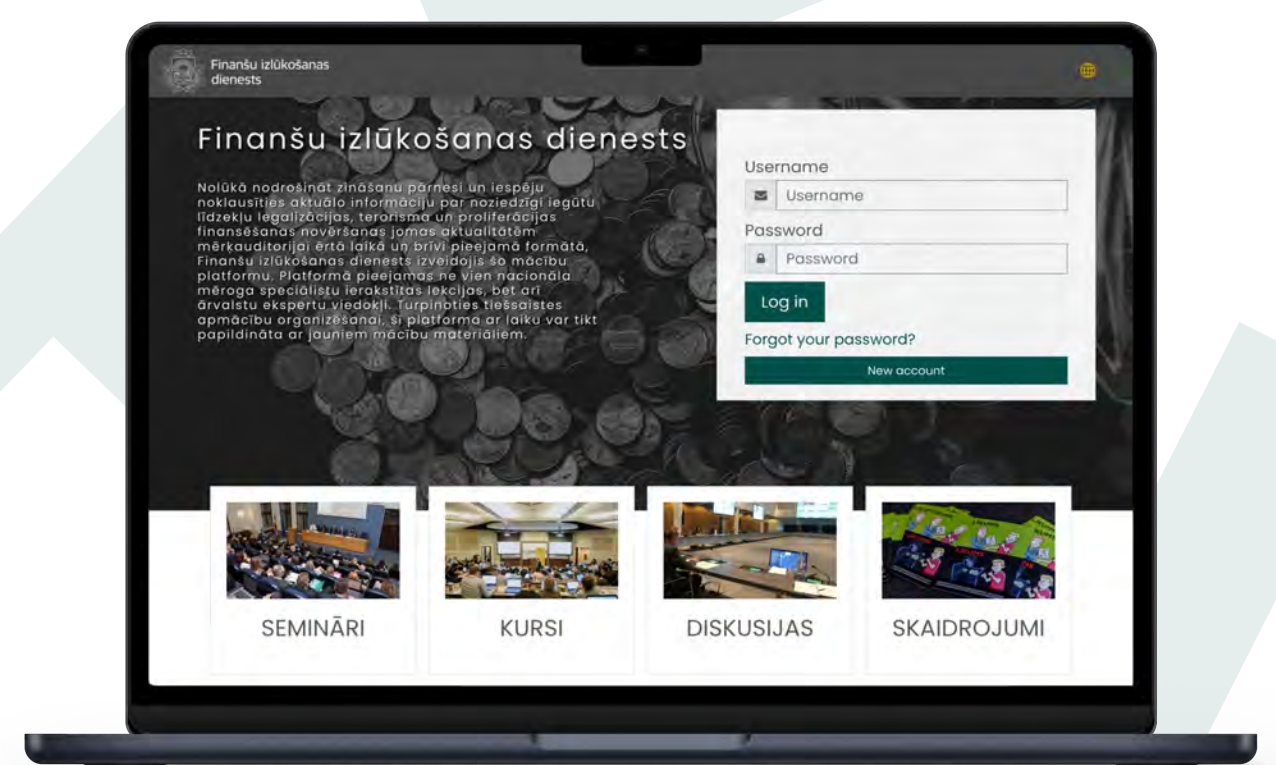 Finanšu izlūkošanas
dienests
Finanšu izlūkošanas dienests
Nolūkā nodrošināt zināšanu pārnesi un iespēju
noklausīties aktuālo informāciju par noziedzīgi iegūtu
līdzekļu legalizācijas, terorisma un proliferācijas
finansēšanas novēršanas jomas aktualitātēm
mērķauditorijai ērtā laikā un brīvi pieejamā formātā,
Finanšu izlūkošanas dienests izveidojis šo mācību
platformu. Platformā pieejamas ne vien nacionāla
mēroga speciālistu ierakstītas lekcijas, bet arī
ārvalstu ekspertu viedokļi. Turpinoties tiešsaistes
apmācību organizēšanai, šī platforma ar laiku var tikt
papildināta ar jauniem mācību materiāliem.
Username
Username
Password
Password
Log in
Forgot your password?
New account
SEMINĀRI
KURSI
DISKUSIJAS
SKAIDROJUMI